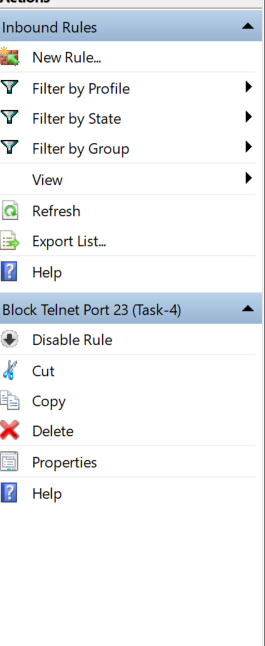 Actions
Inbound Rules
New Rule...
Filter by Profile
Filter by State
Filter by Group
View
Refresh
Export List...
Help
Block Telnet Port 23 (Task-4)
Disable Rule
Cut
Copy
Delete
Properties
Help